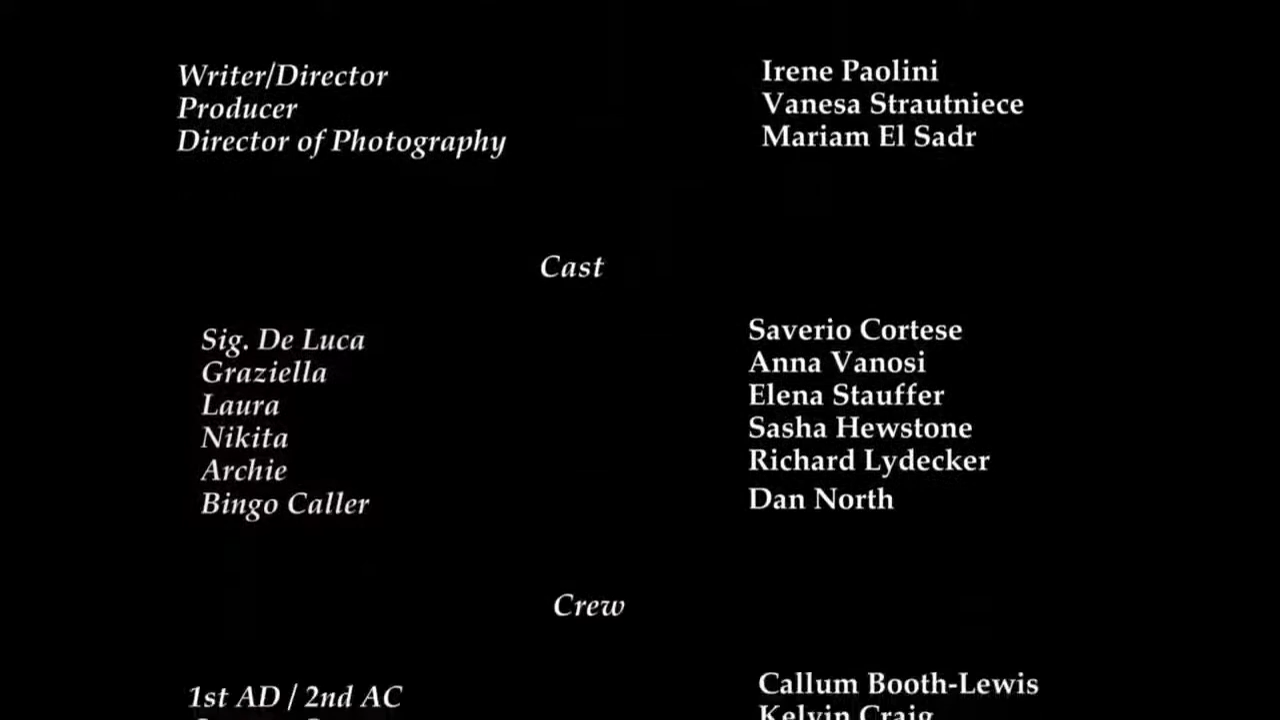 Writer/Director Irene Paolini
Producer Vanesa Strautniece
Director of Photography Mariam El Sadr
Cast
Sig. De Luca Saverio Cortese
Graziella Anna Vanosi
Laura Elena Stauffer
Nikita Sasha Hewstone
Archie Richard Lydecker
Bingo Caller Dan North
Crew
1st AD / 2nd AC Callum Booth-Lewis
Kelvin Craig